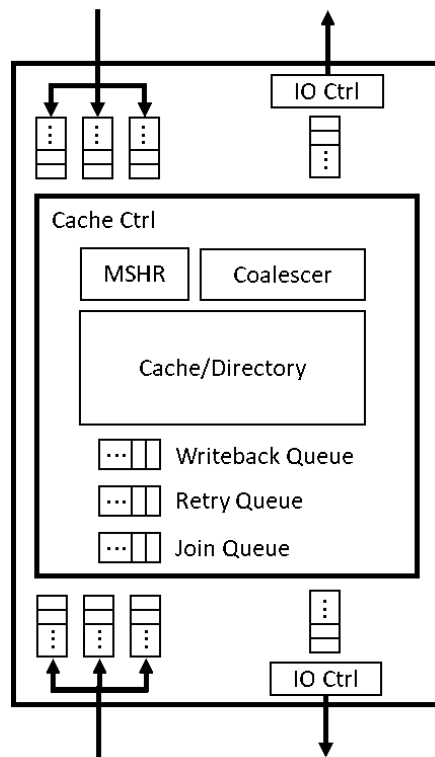 IO Ctrl
Cache Ctrl
MSHR
Coalescer
Cache/Directory
Writeback Queue
Retry Queue
Join Queue
IO Ctrl